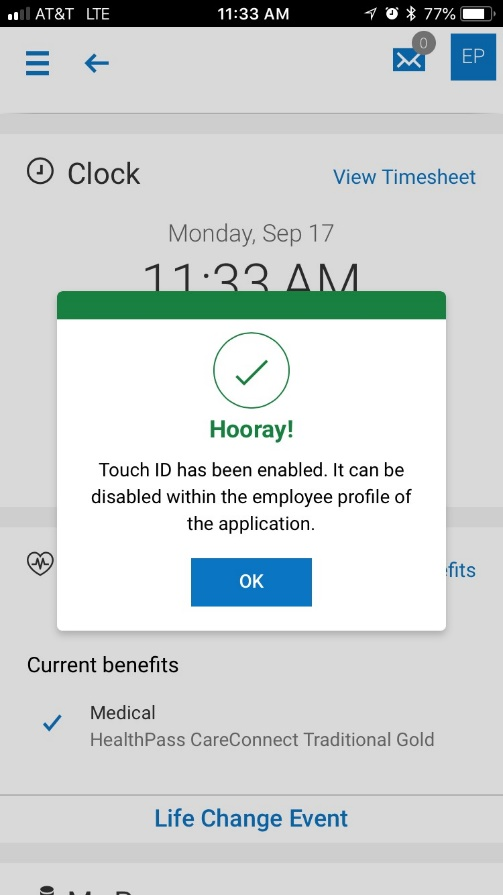 AT&T LTE 11:33 AM 77%
0
EP
Clock View Timesheet
Monday, Sep 17
11:33 AM
Hooray!
Touch ID has been enabled. It can be
disabled within the employee profile of
the application.
OK
Current benefits
Medical
HealthPass CareConnect Traditional Gold
Life Change Event